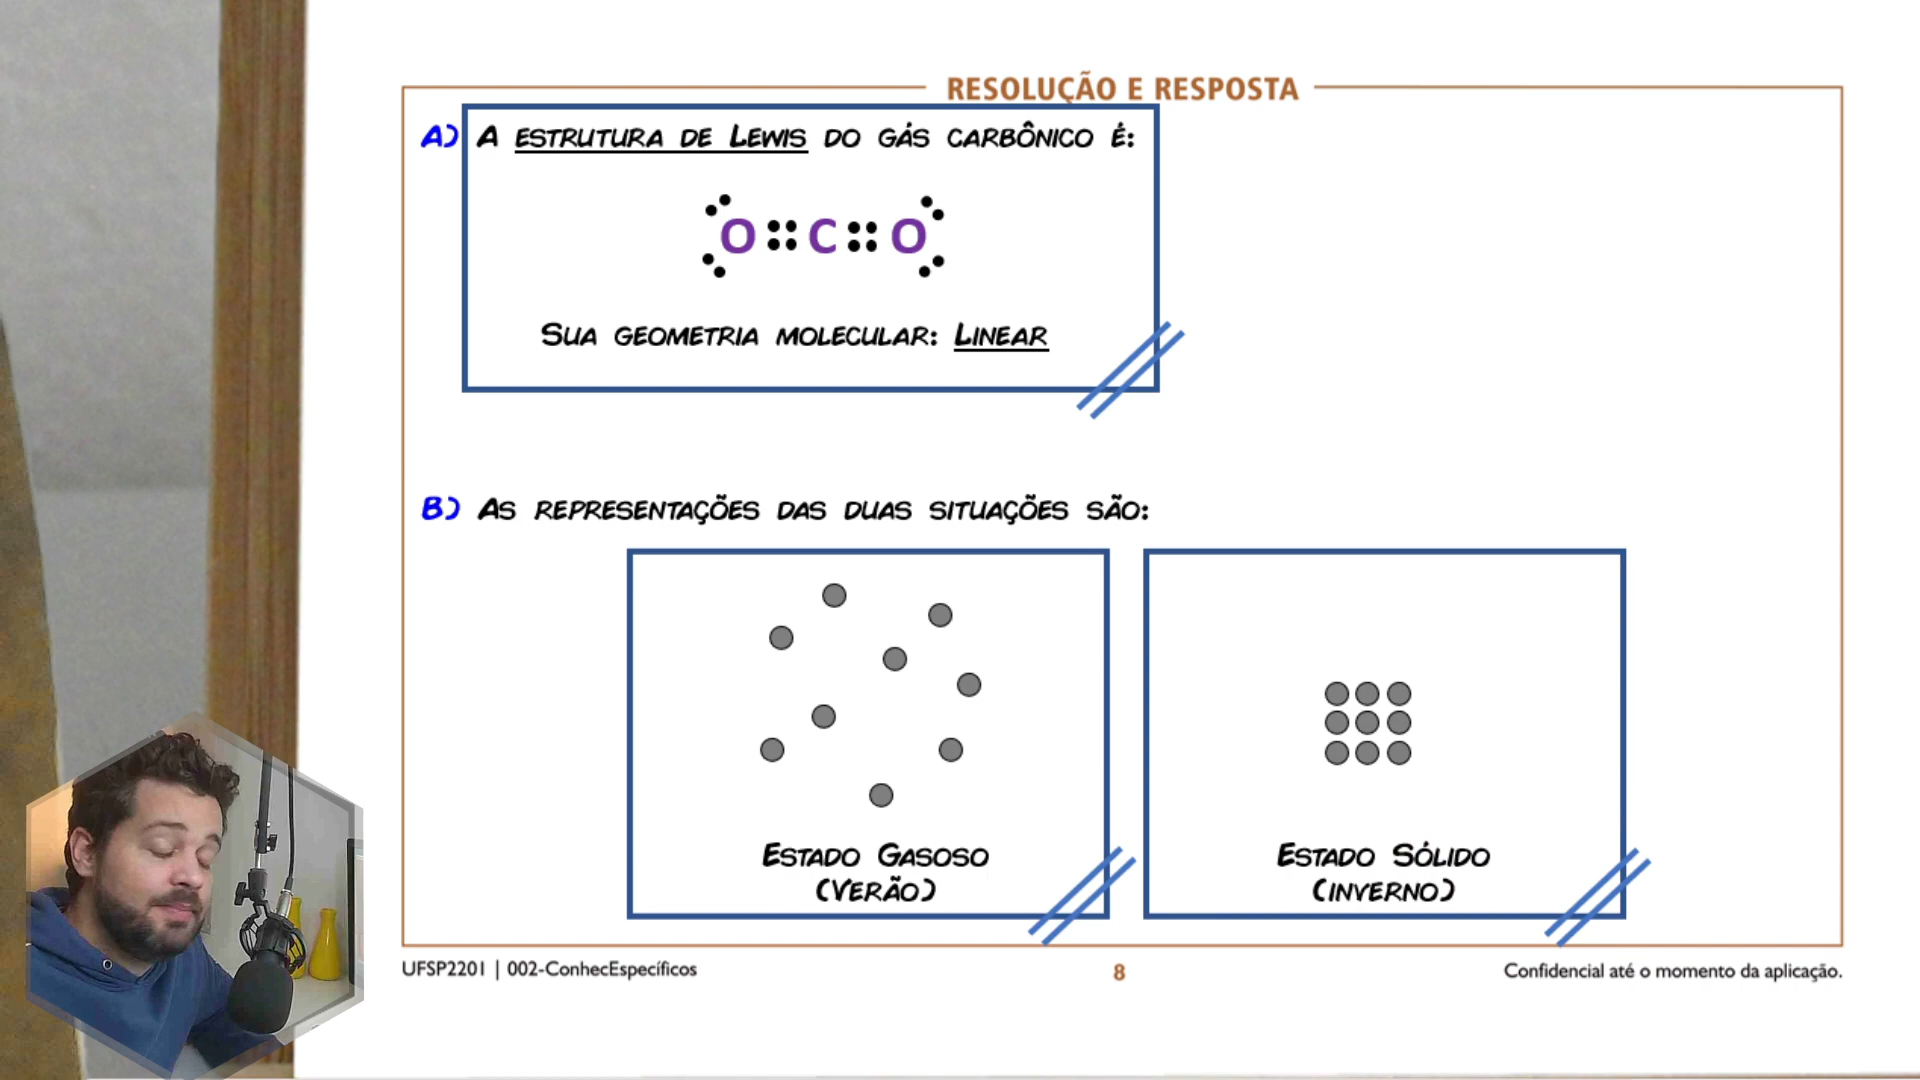 RESOLUÇÃO E RESPOSTA
A) A ESTRUTURA DE LEWIS DO GÁS CARBÔNICO É:
O :: C :: O
SUA GEOMETRIA MOLECULAR: LINEAR
B) AS REPRESENTAÇÕES DAS DUAS SITUAÇÕES SÃO:
ESTADO GASOSO
(VERÃO)
ESTADO SÓLIDO
(INVERNO)
UFSP2201 | 002-ConhecEspecíficos
8
Confidencial até o momento da aplicação.